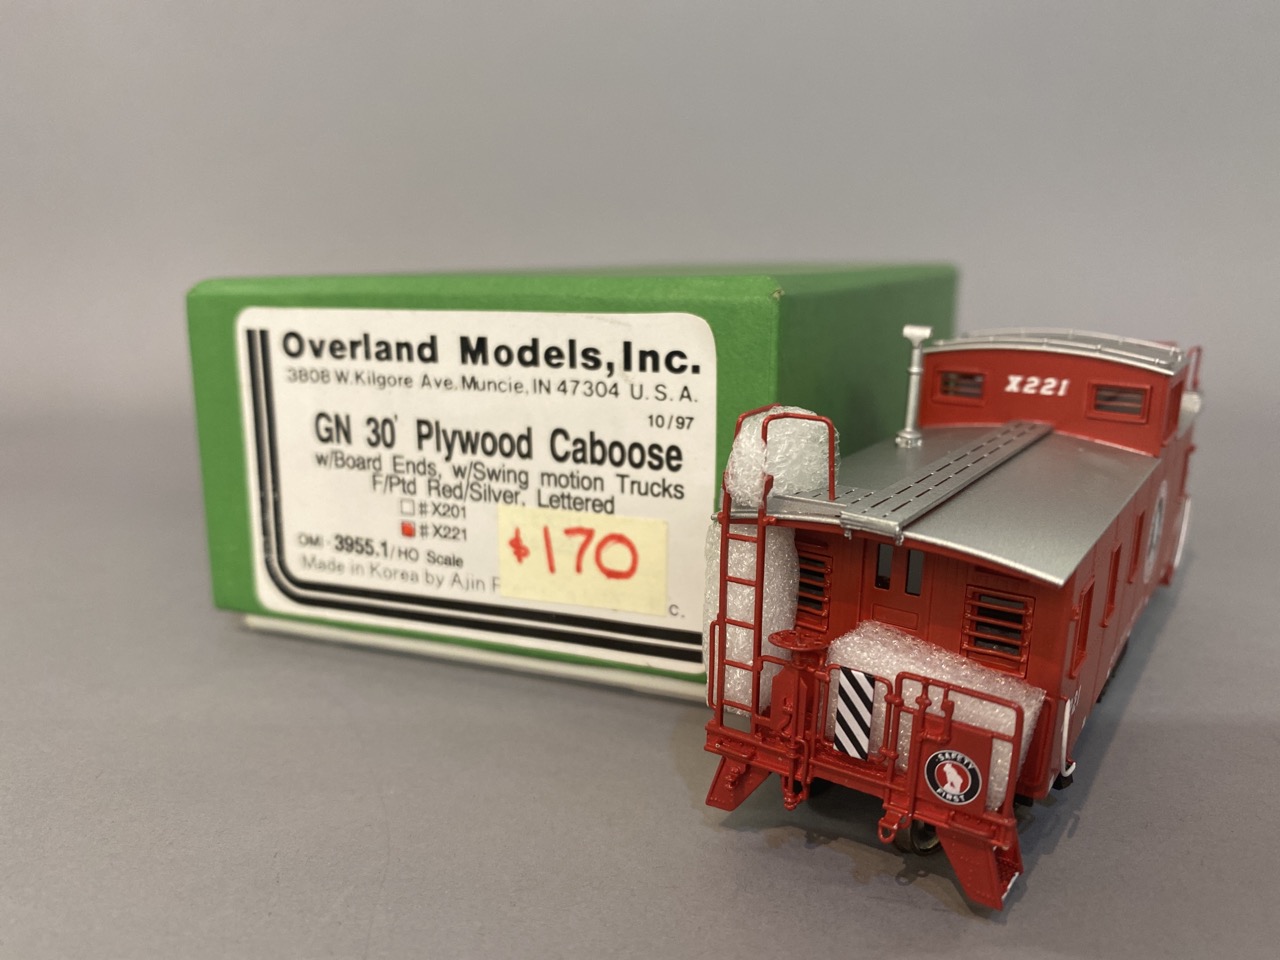 Overland Models, Inc.
3808 W. Kilgore Ave. Muncie, IN 47304 U.S.A.
10/97
GN 30' Plywood Caboose
w/Board Ends, w/Swing motion Trucks
F/Ptd Red/Silver, Lettered
☐ # X201
■ # X221
OMI - 3955.1/HO Scale
Made in Korea by Ajin
c.
$170
X221
SAFETY
FIRST